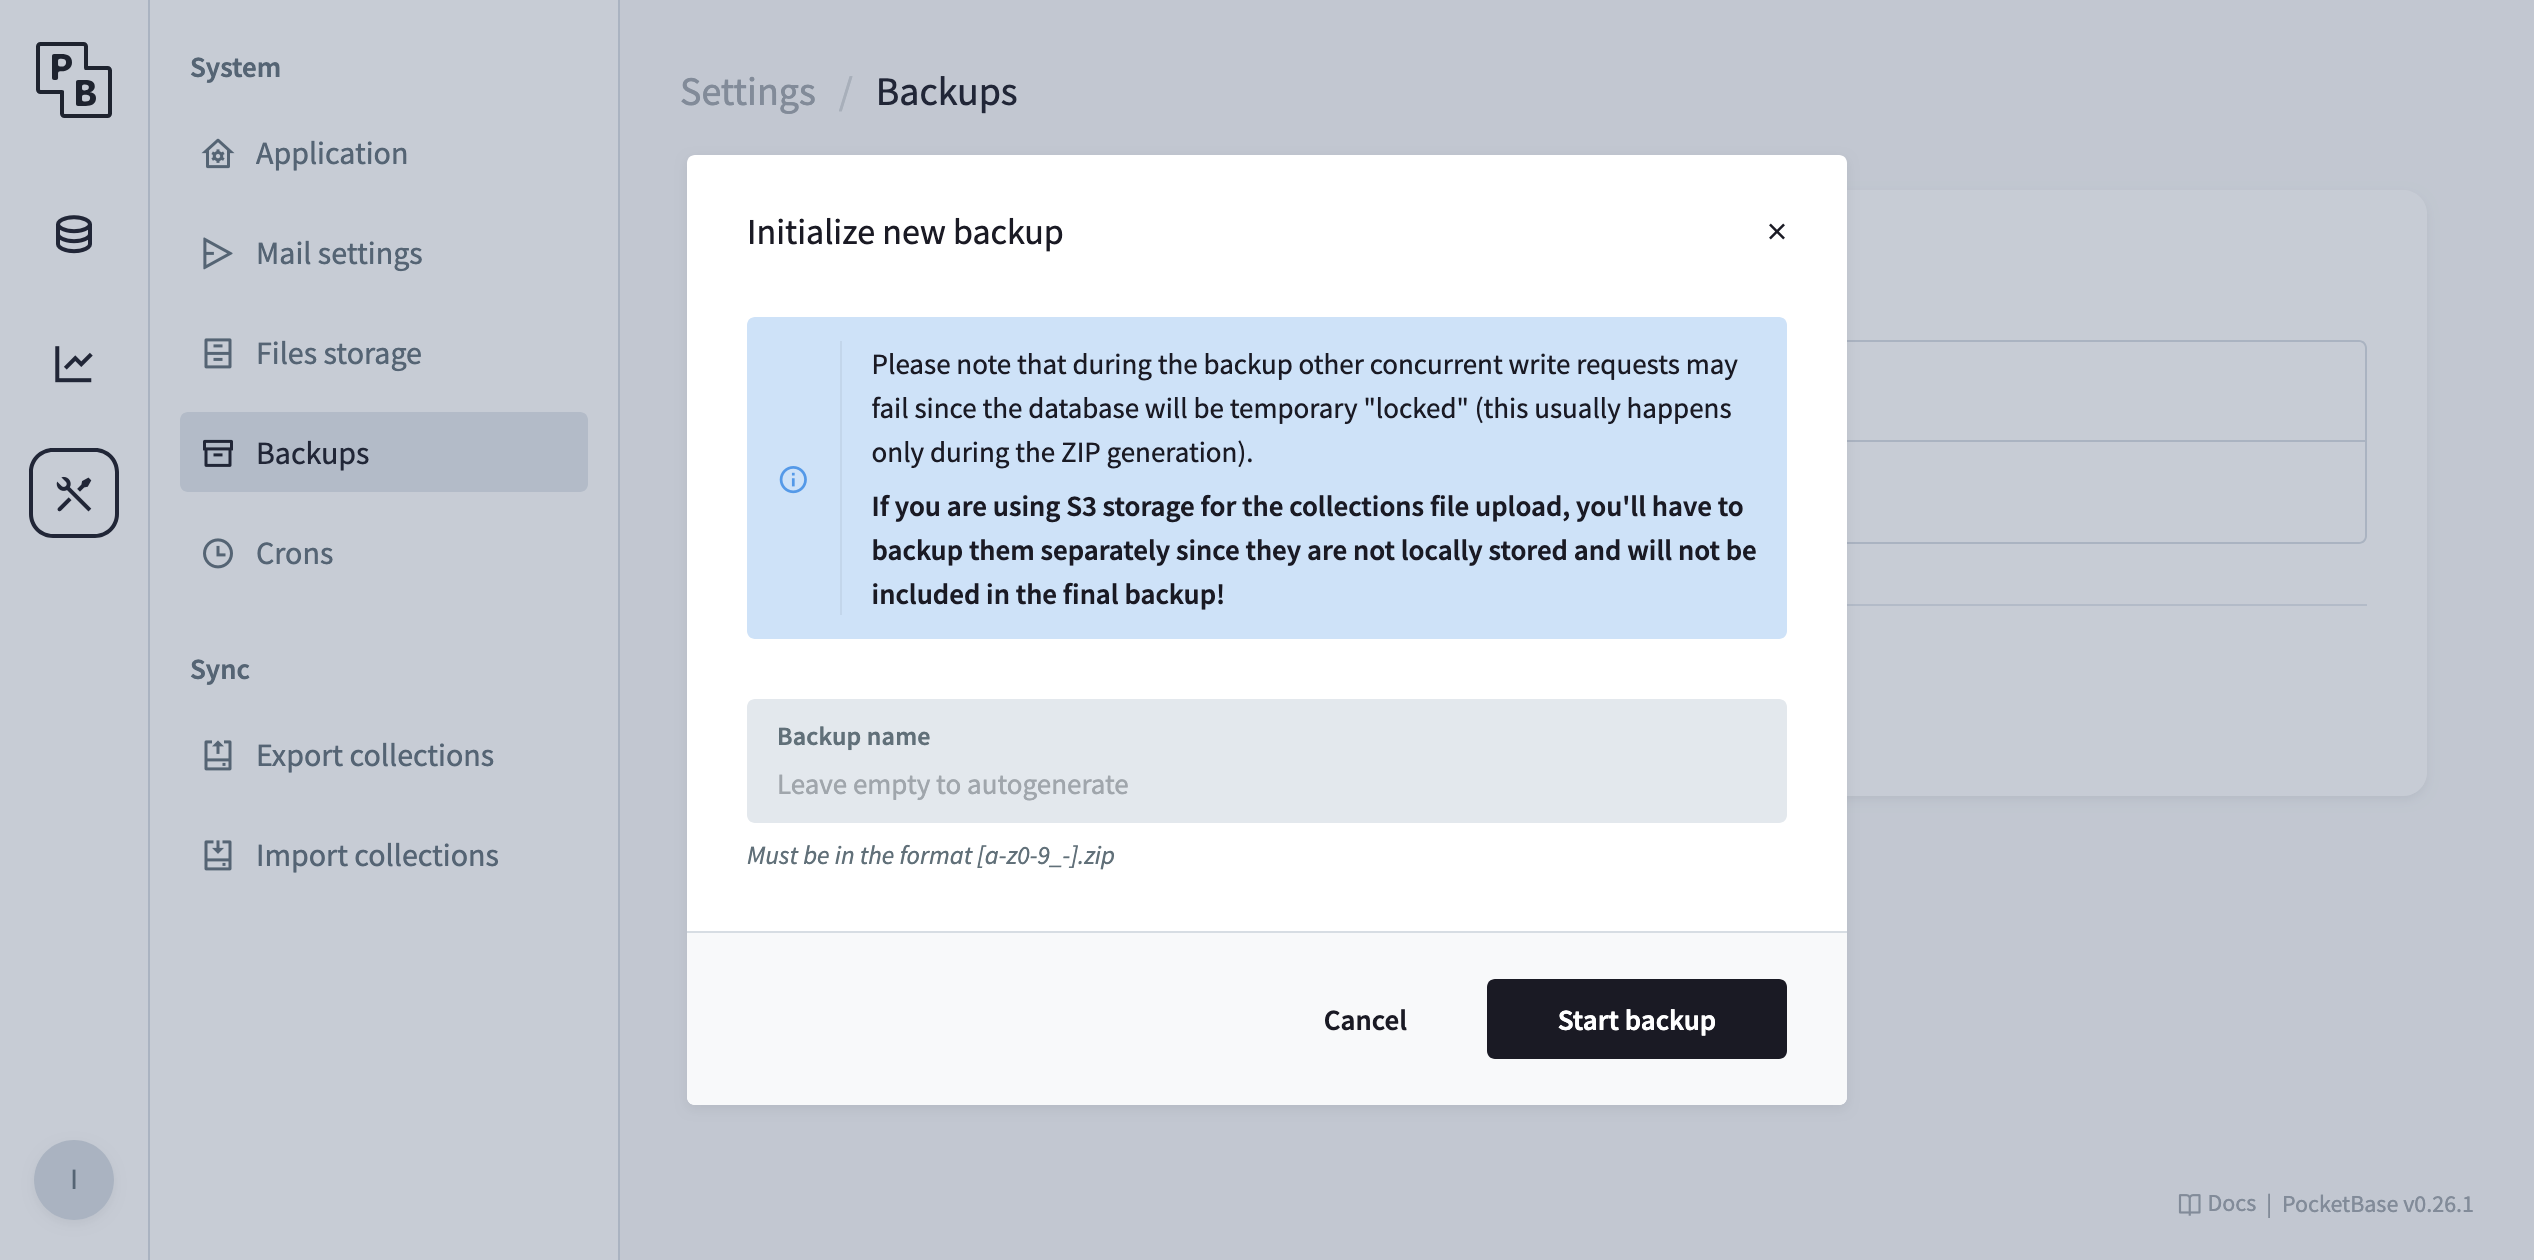 PB
System
Application
Mail settings
Files storage
Backups
Crons
Sync
Export collections
Import collections
I
Settings / Backups
Initialize new backup
Please note that during the backup other concurrent write requests may
fail since the database will be temporary "locked" (this usually happens
only during the ZIP generation).
If you are using S3 storage for the collections file upload, you'll have to
backup them separately since they are not locally stored and will not be
included in the final backup!
Backup name
Leave empty to autogenerate
Must be in the format [a-z0-9_-].zip
Cancel
Start backup
Docs | PocketBase v0.26.1